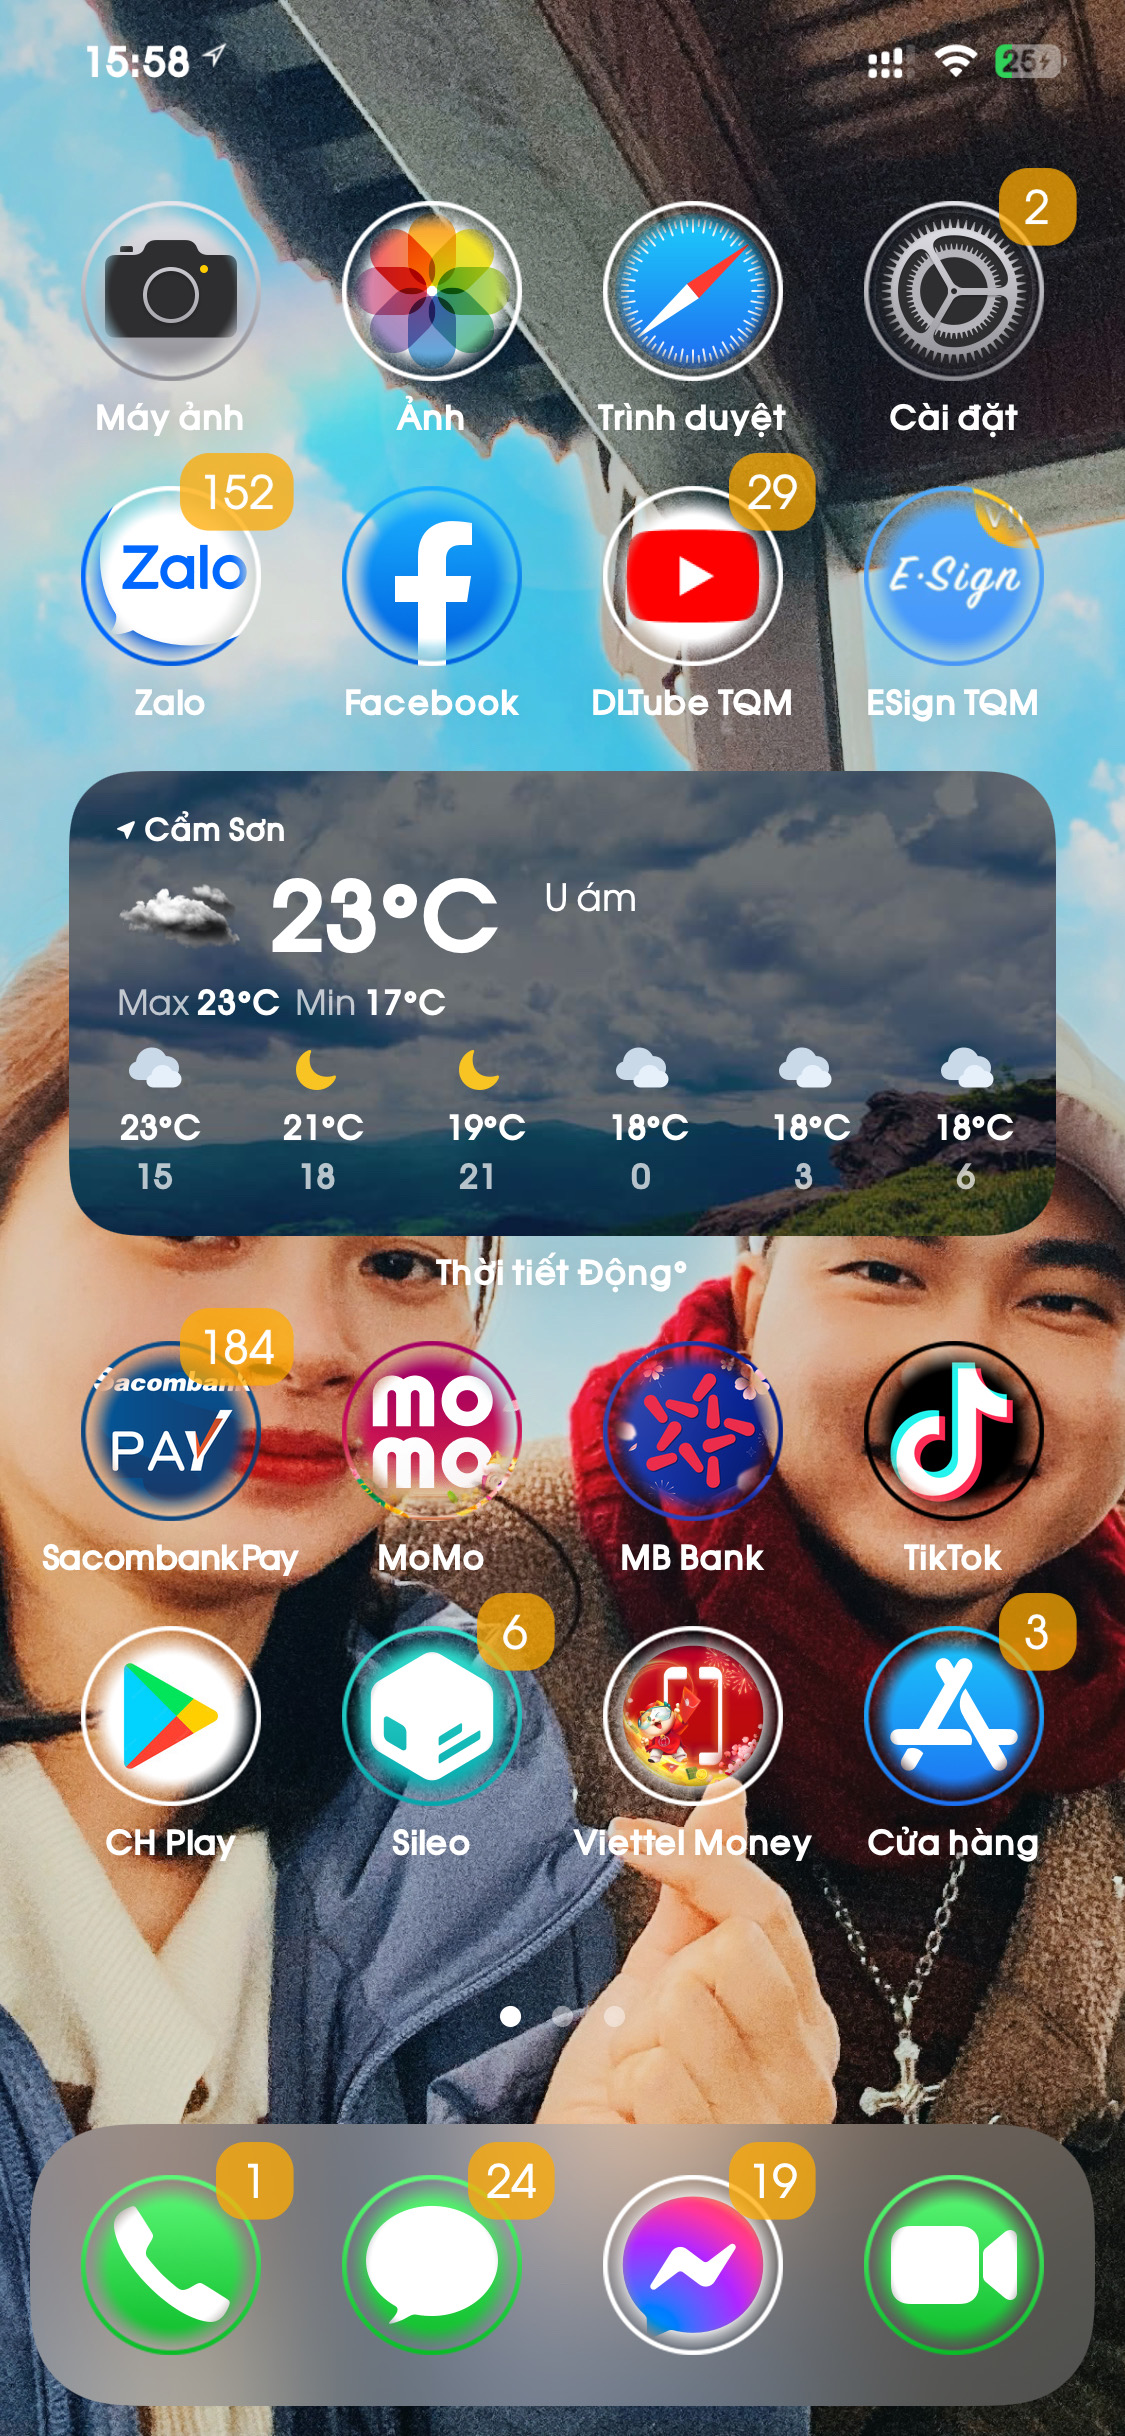 15:58
25
2
Máy ảnh
Ảnh
Trình duyệt
Cài đặt
152
29
Zalo
E·Sign
Zalo
Facebook
DLTube TQM
ESign TQM
Cẩm Sơn
23°C
U ám
Max 23°C Min 17°C
23°C 21°C 19°C 18°C 18°C 18°C
15 18 21 0 3 6
Thời tiết Động°
184
Sacombank
PAY
mo
mo
SacombankPay
MoMo
MB Bank
TikTok
6
3
CH Play
Sileo
Viettel Money
Cửa hàng
1
24
19